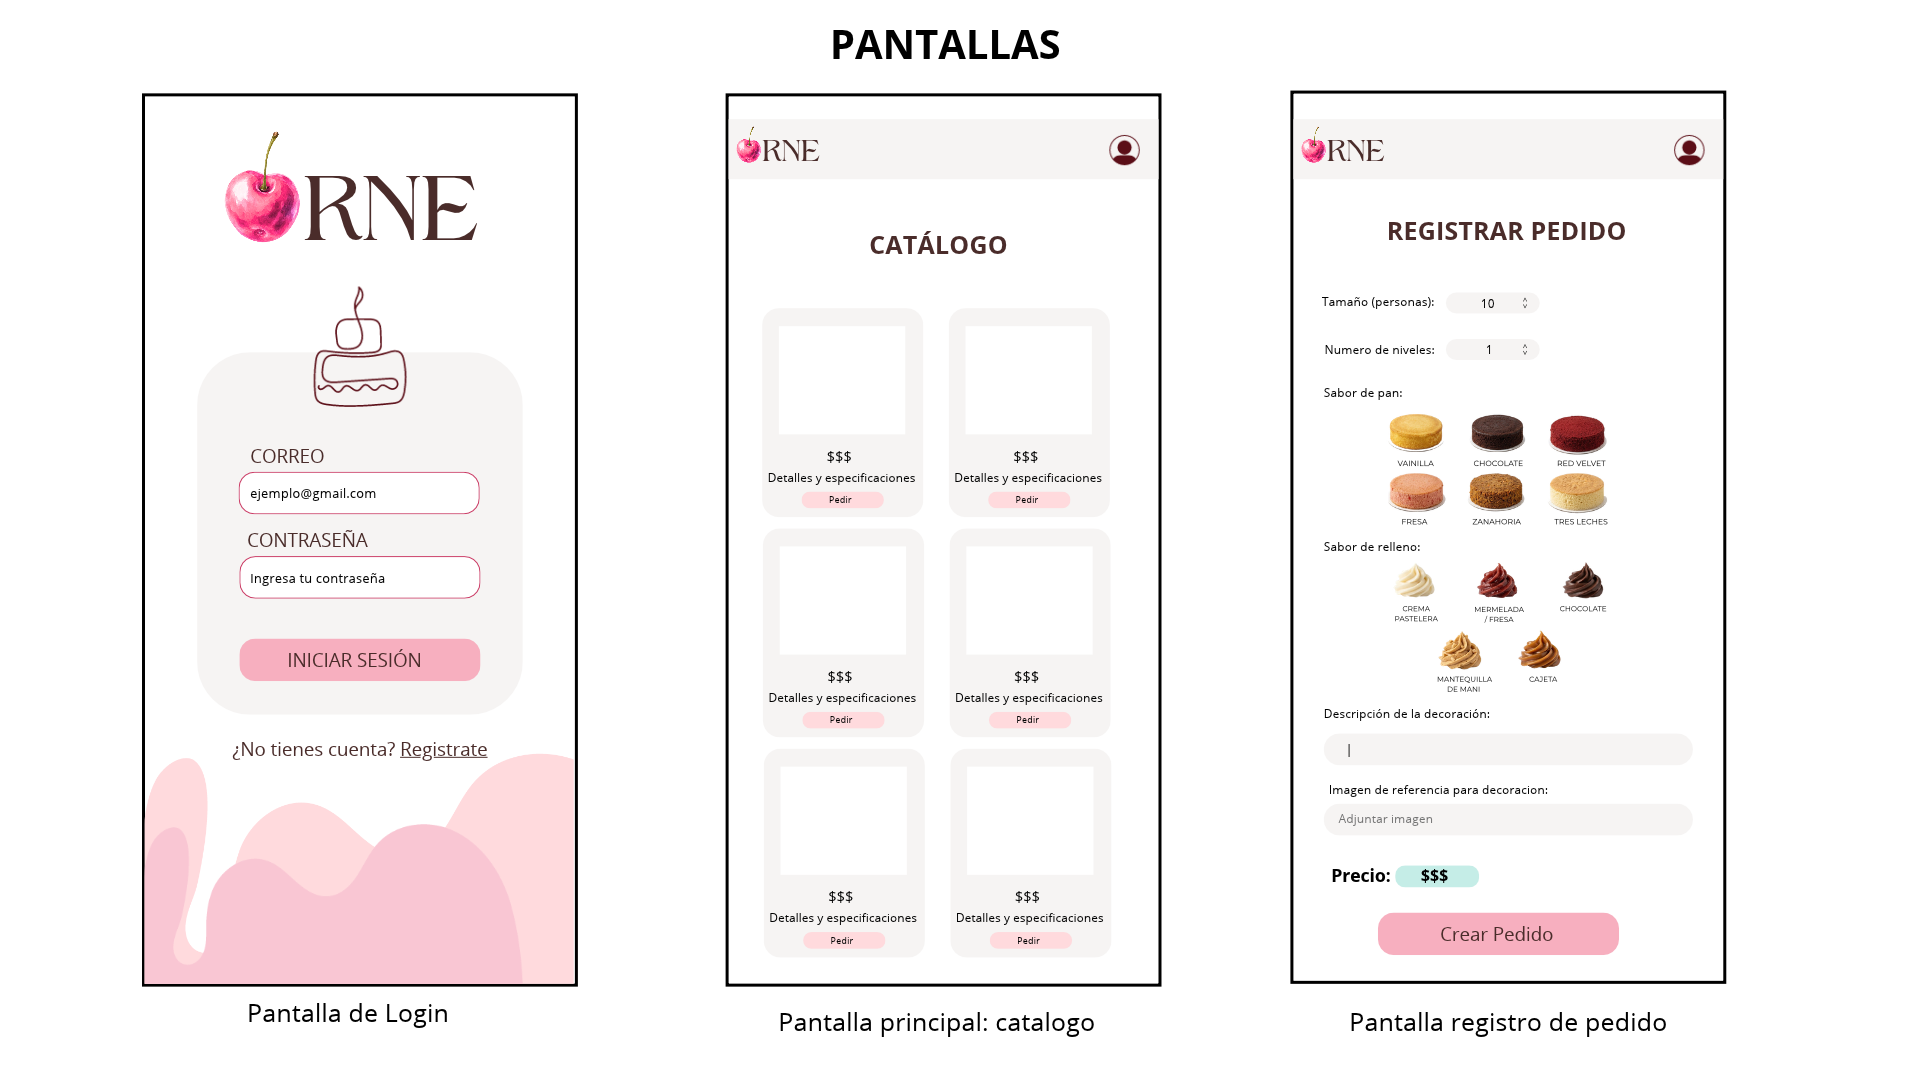 PANTALLAS
RNE
CORREO
ejemplo@gmail.com
CONTRASEÑA
Ingresa tu contraseña
INICIAR SESIÓN
¿No tienes cuenta? Registrate
Pantalla de Login
RNE
CATÁLOGO
$$$
Detalles y especificaciones
Pedir
$$$
Detalles y especificaciones
Pedir
$$$
Detalles y especificaciones
Pedir
$$$
Detalles y especificaciones
Pedir
$$$
Detalles y especificaciones
Pedir
$$$
Detalles y especificaciones
Pedir
Pantalla principal: catalogo
RNE
REGISTRAR PEDIDO
Tamaño (personas): 10
Numero de niveles: 1
Sabor de pan:
VAINILLA CHOCOLATE RED VELVET
FRESA ZANAHORIA TRES LECHES
Sabor de relleno:
CREMA
PASTELERA
MERMELADA
/ FRESA
CHOCOLATE
MANTEQUILLA
DE MANI
CAJETA
Descripción de la decoración:
|
Imagen de referencia para decoracion:
Adjuntar imagen
Precio: $$$
Crear Pedido
Pantalla registro de pedido